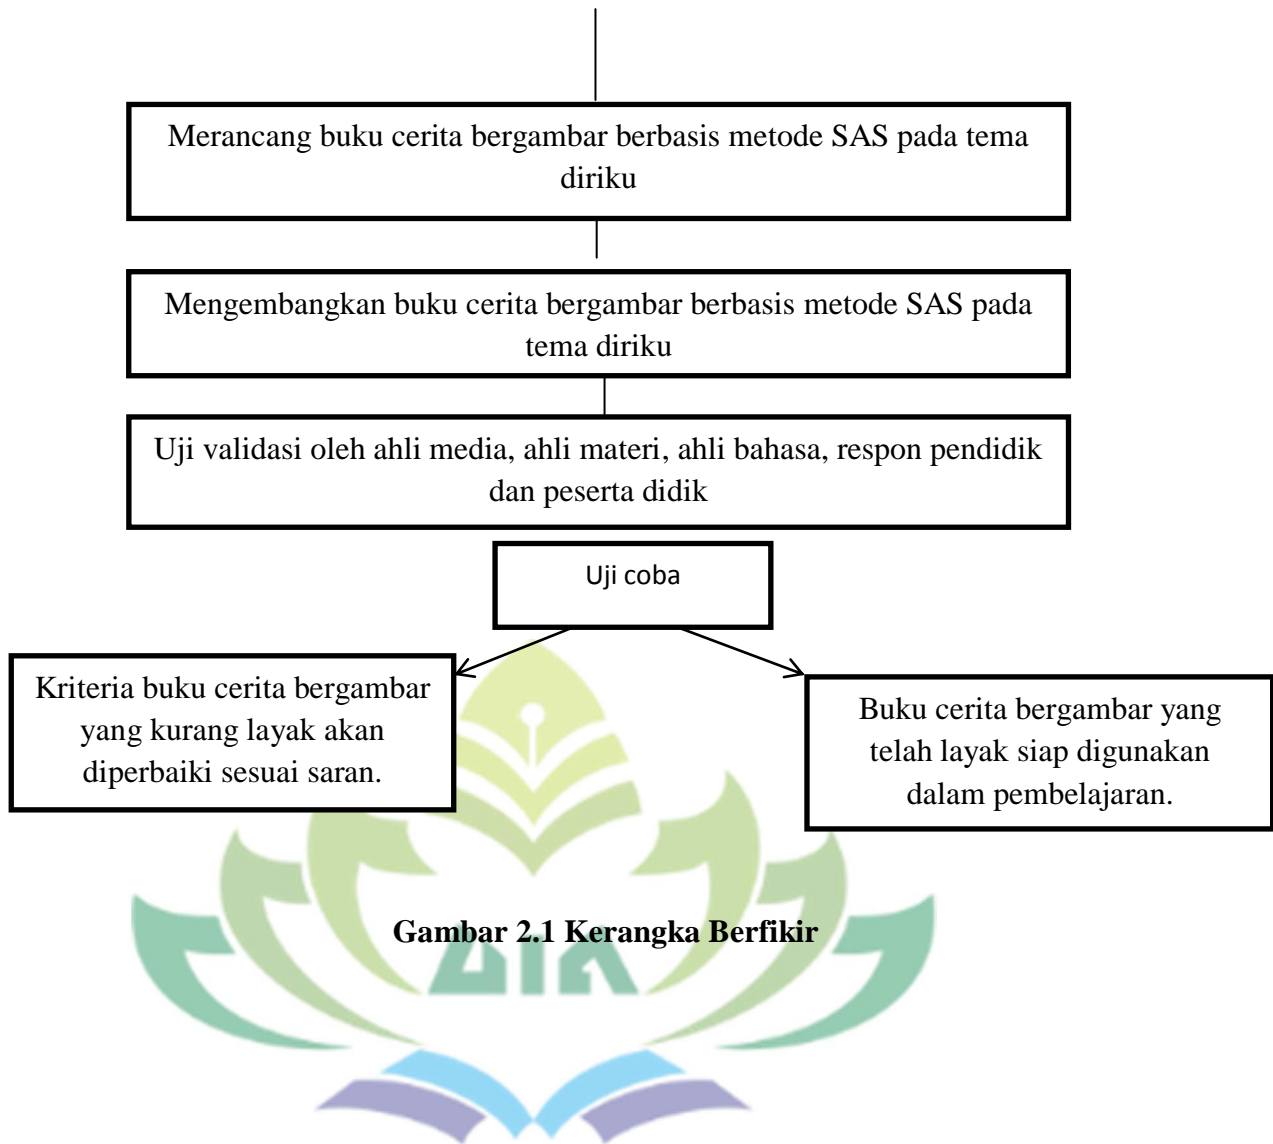 Merancang buku cerita bergambar berbasis metode SAS pada tema
diriku
Mengembangkan buku cerita bergambar berbasis metode SAS pada
tema diriku
Uji validasi oleh ahli media, ahli materi, ahli bahasa, respon pendidik
dan peserta didik
Uji coba
Kriteria buku cerita bergambar
yang kurang layak akan
diperbaiki sesuai saran.
Buku cerita bergambar yang
telah layak siap digunakan
dalam pembelajaran.
Gambar 2.1 Kerangka Berfikir